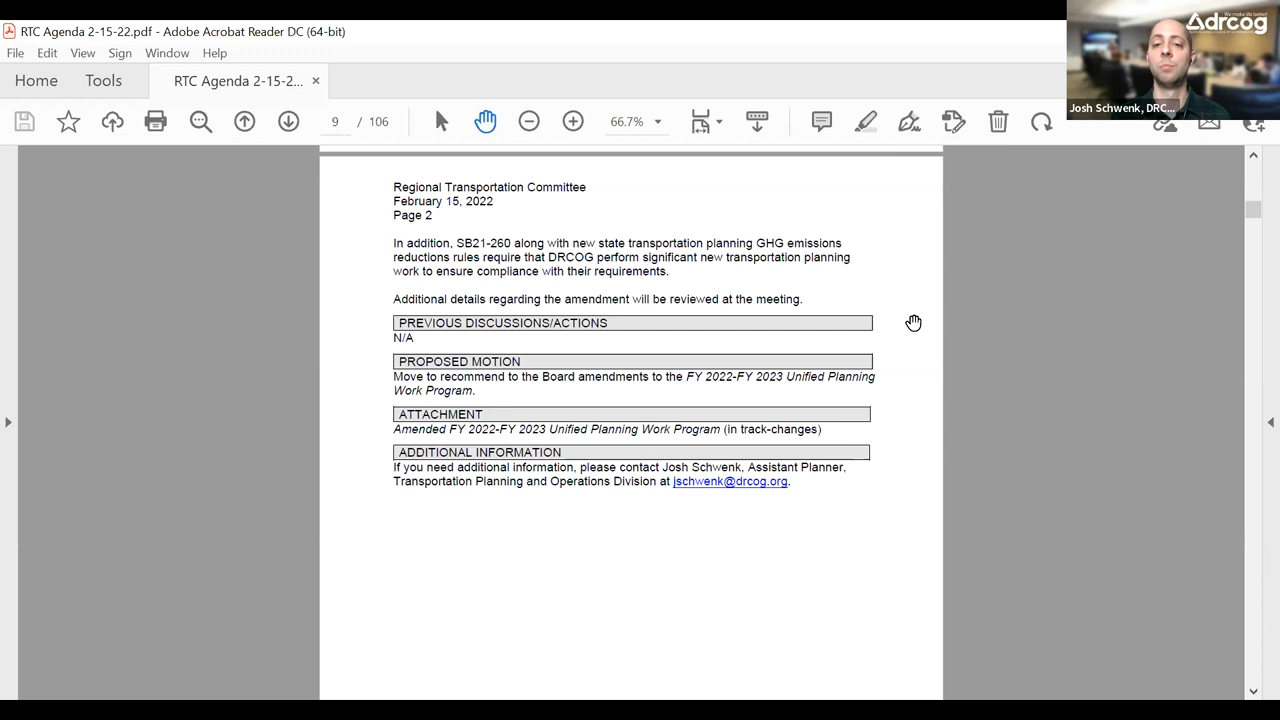 RTC Agenda 2-15-22.pdf - Adobe Acrobat Reader DC (64-bit)
File Edit View Sign Window Help
Home Tools RTC Agenda 2-15-2... ×
9 / 106 66.7%
We make life better!
drcog
Josh Schwenk, DRC...
Regional Transportation Committee
February 15, 2022
Page 2
In addition, SB21-260 along with new state transportation planning GHG emissions
reductions rules require that DRCOG perform significant new transportation planning
work to ensure compliance with their requirements.
Additional details regarding the amendment will be reviewed at the meeting.
PREVIOUS DISCUSSIONS/ACTIONS
N/A
PROPOSED MOTION
Move to recommend to the Board amendments to the FY 2022-FY 2023 Unified Planning
Work Program.
ATTACHMENT
Amended FY 2022-FY 2023 Unified Planning Work Program (in track-changes)
ADDITIONAL INFORMATION
If you need additional information, please contact Josh Schwenk, Assistant Planner,
Transportation Planning and Operations Division at jschwenk@drcog.org.